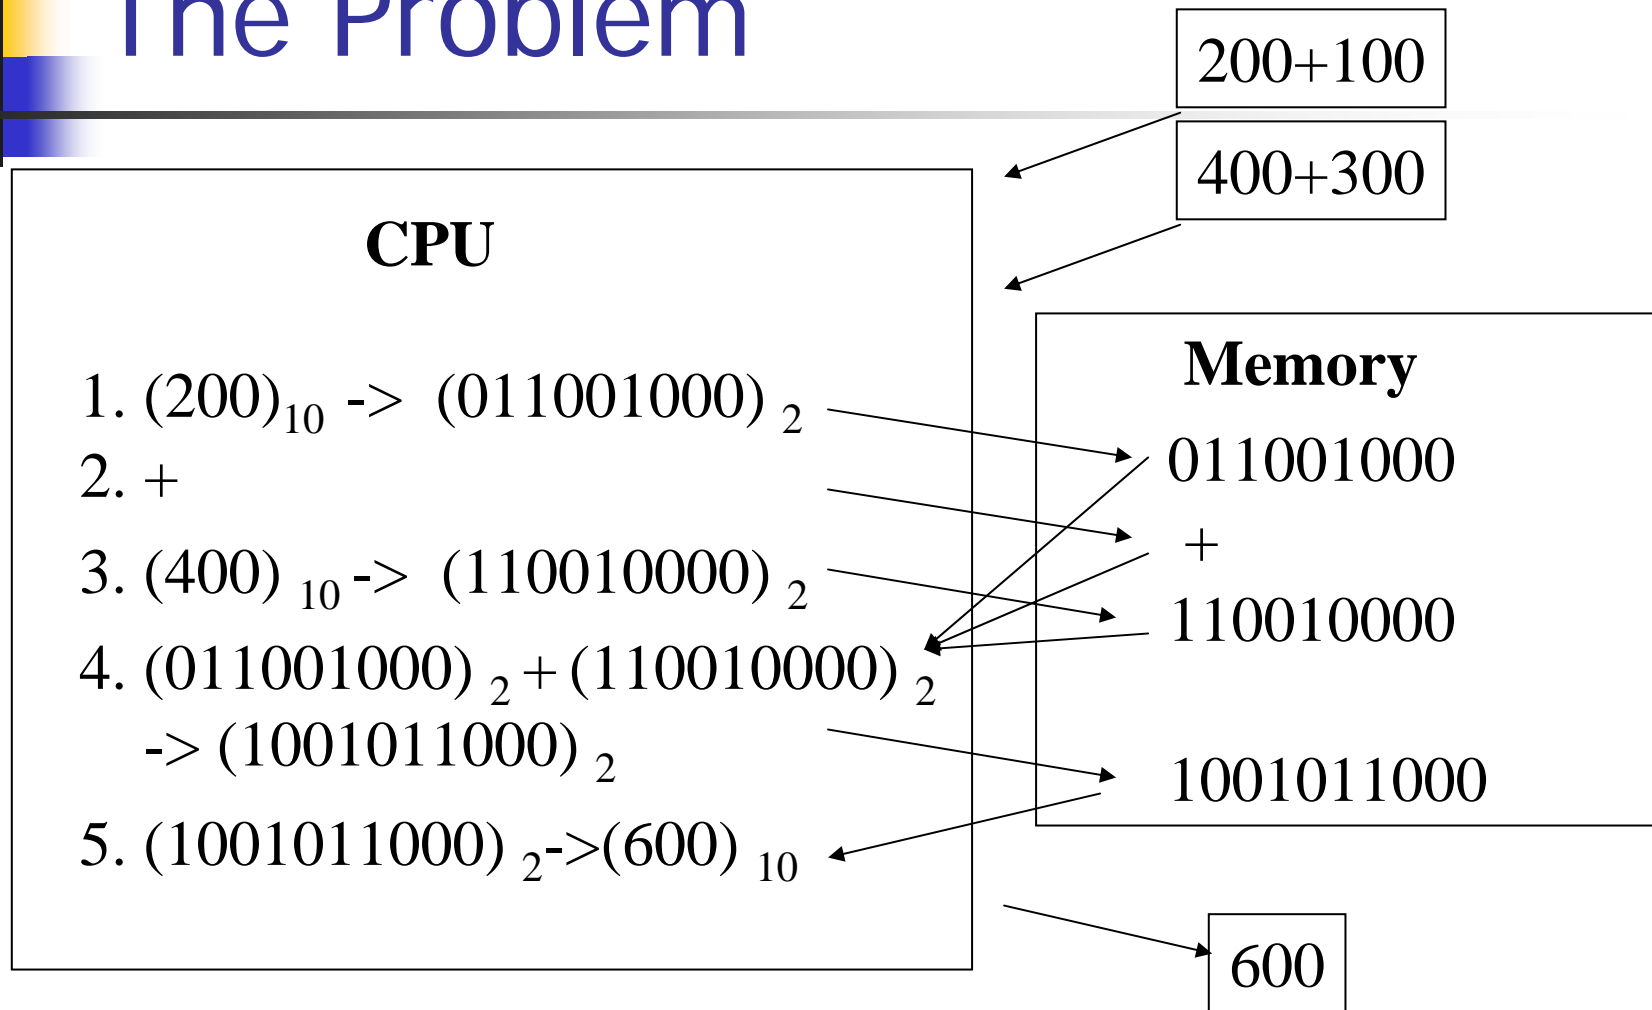 The Problem
200+100
400+300
CPU
1. (200)10 -> (011001000) 2
2. +
3. (400) 10 -> (110010000) 2
4. (011001000) 2 + (110010000) 2
-> (1001011000) 2
5. (1001011000) 2->(600) 10
Memory
011001000
+
110010000
1001011000
600